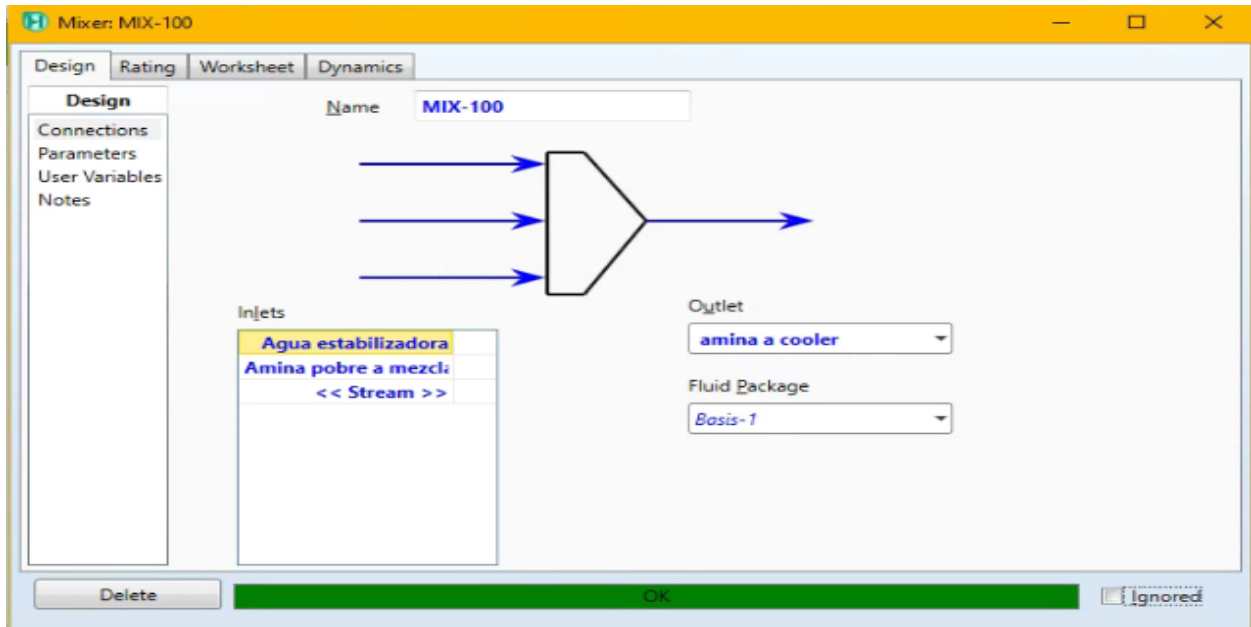 Mixer: MIX-100
Design Rating Worksheet Dynamics
Design
Connections
Parameters
User Variables
Notes
Name MIX-100
Inlets
Agua estabilizadora
Amina pobre a mezcla
<< Stream >>
Outlet
amina a cooler
Fluid Package
Basis-1
Delete
OK
Ignored